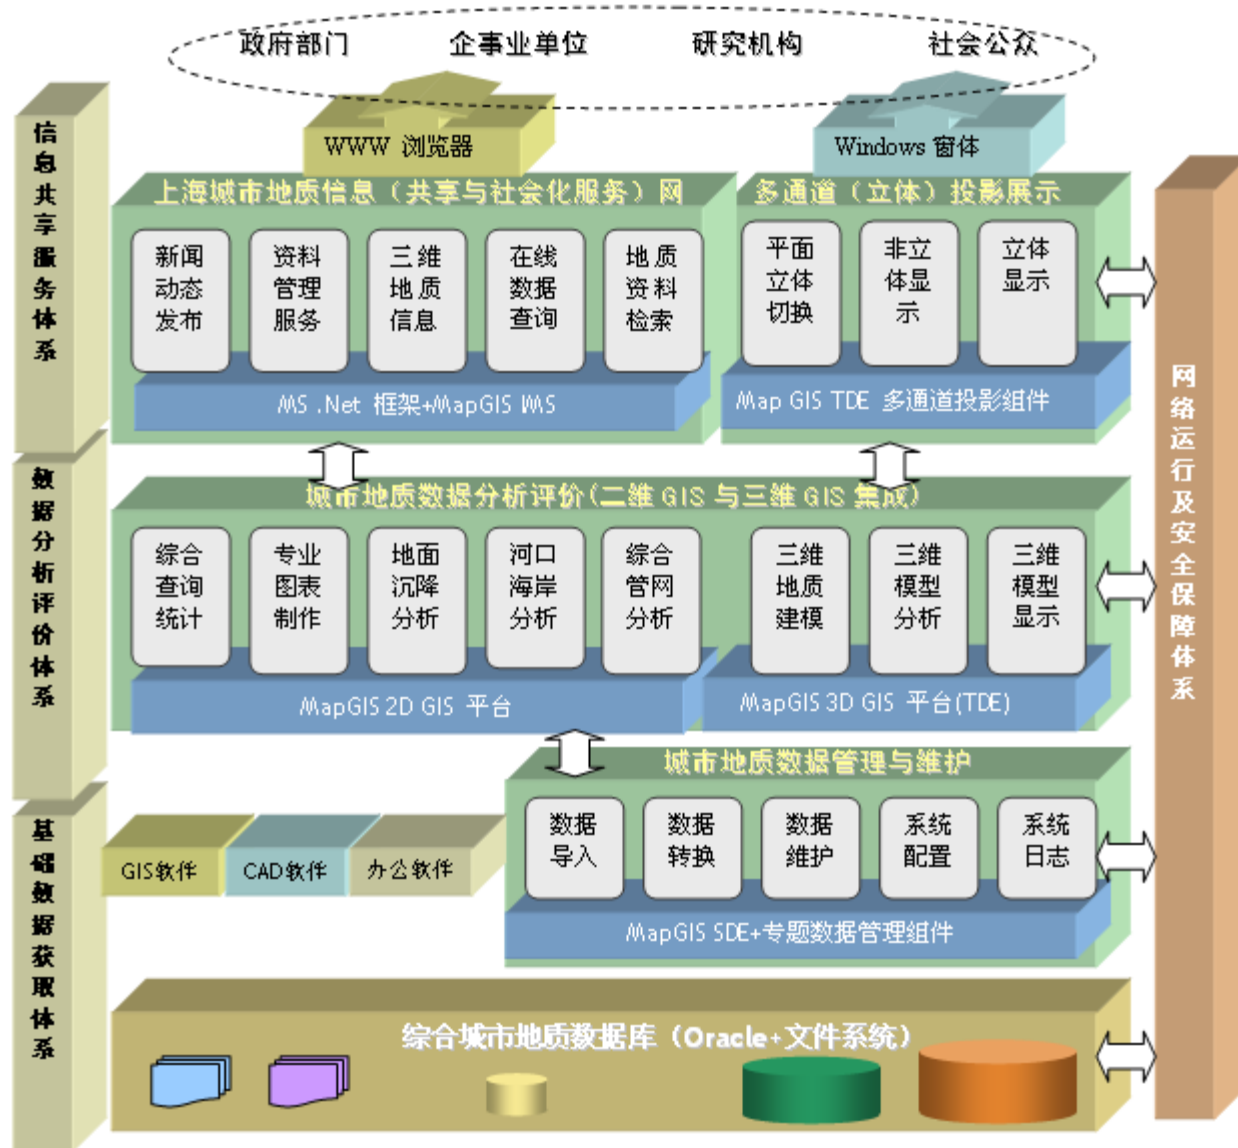 政府部门 企事业单位 研究机构 社会公众
WWW 浏览器
Windows 窗体
信息共享服务体系
上海城市地质信息（共享与社会化服务）网
新闻
动态
发布
资料
管理
服务
三维
地质
信息
在线
数据
查询
地质
资料
检索
MS .Net 框架+MapGIS IMS
多通道（立体）投影展示
平面
立体
切换
非立
体显
示
立体
显示
Map GIS TDE 多通道投影组件
数据分析评价体系
城市地质数据分析评价(二维 GIS 与三维 GIS 集成)
综合
查询
统计
专业
图表
制作
地面
沉降
分析
河口
海岸
分析
综合
管网
分析
MapGIS 2D GIS 平台
三维
地质
建模
三维
模型
分析
三维
模型
显示
MapGIS 3D GIS 平台(TDE)
基础数据获取体系
GIS软件
CAD软件
办公软件
城市地质数据管理与维护
数据
导入
数据
转换
数据
维护
系统
配置
系统
日志
MapGIS SDE+专题数据管理组件
综合城市地质数据库（Oracle+文件系统）
网络运行及安全保障体系